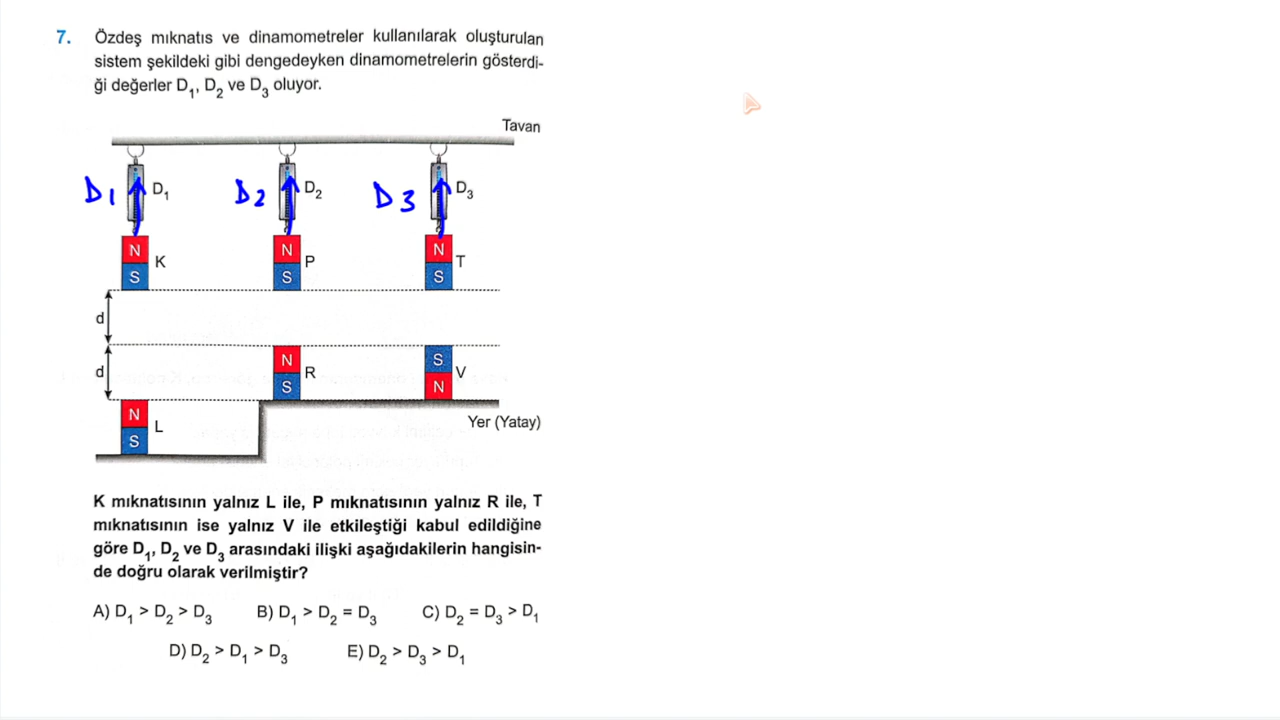 7. Özdeş mıknatıs ve dinamometreler kullanılarak oluşturulan
sistem şekildeki gibi dengedeyken dinamometrelerin gösterdi-
ği değerler D₁, D₂ ve D₃ oluyor.
Tavan
D1 D₁ D2 D₂ D3 D₃
N N N
K P T
S S S
d
N S
d R V
S N
N
L Yer (Yatay)
S
K mıknatısının yalnız L ile, P mıknatısının yalnız R ile, T
mıknatısının ise yalnız V ile etkileştiği kabul edildiğine
göre D₁, D₂ ve D₃ arasındaki ilişki aşağıdakilerin hangisin-
de doğru olarak verilmiştir?
A) D₁ > D₂ > D₃ B) D₁ > D₂ = D₃ C) D₂ = D₃ > D₁
D) D₂ > D₁ > D₃ E) D₂ > D₃ > D₁